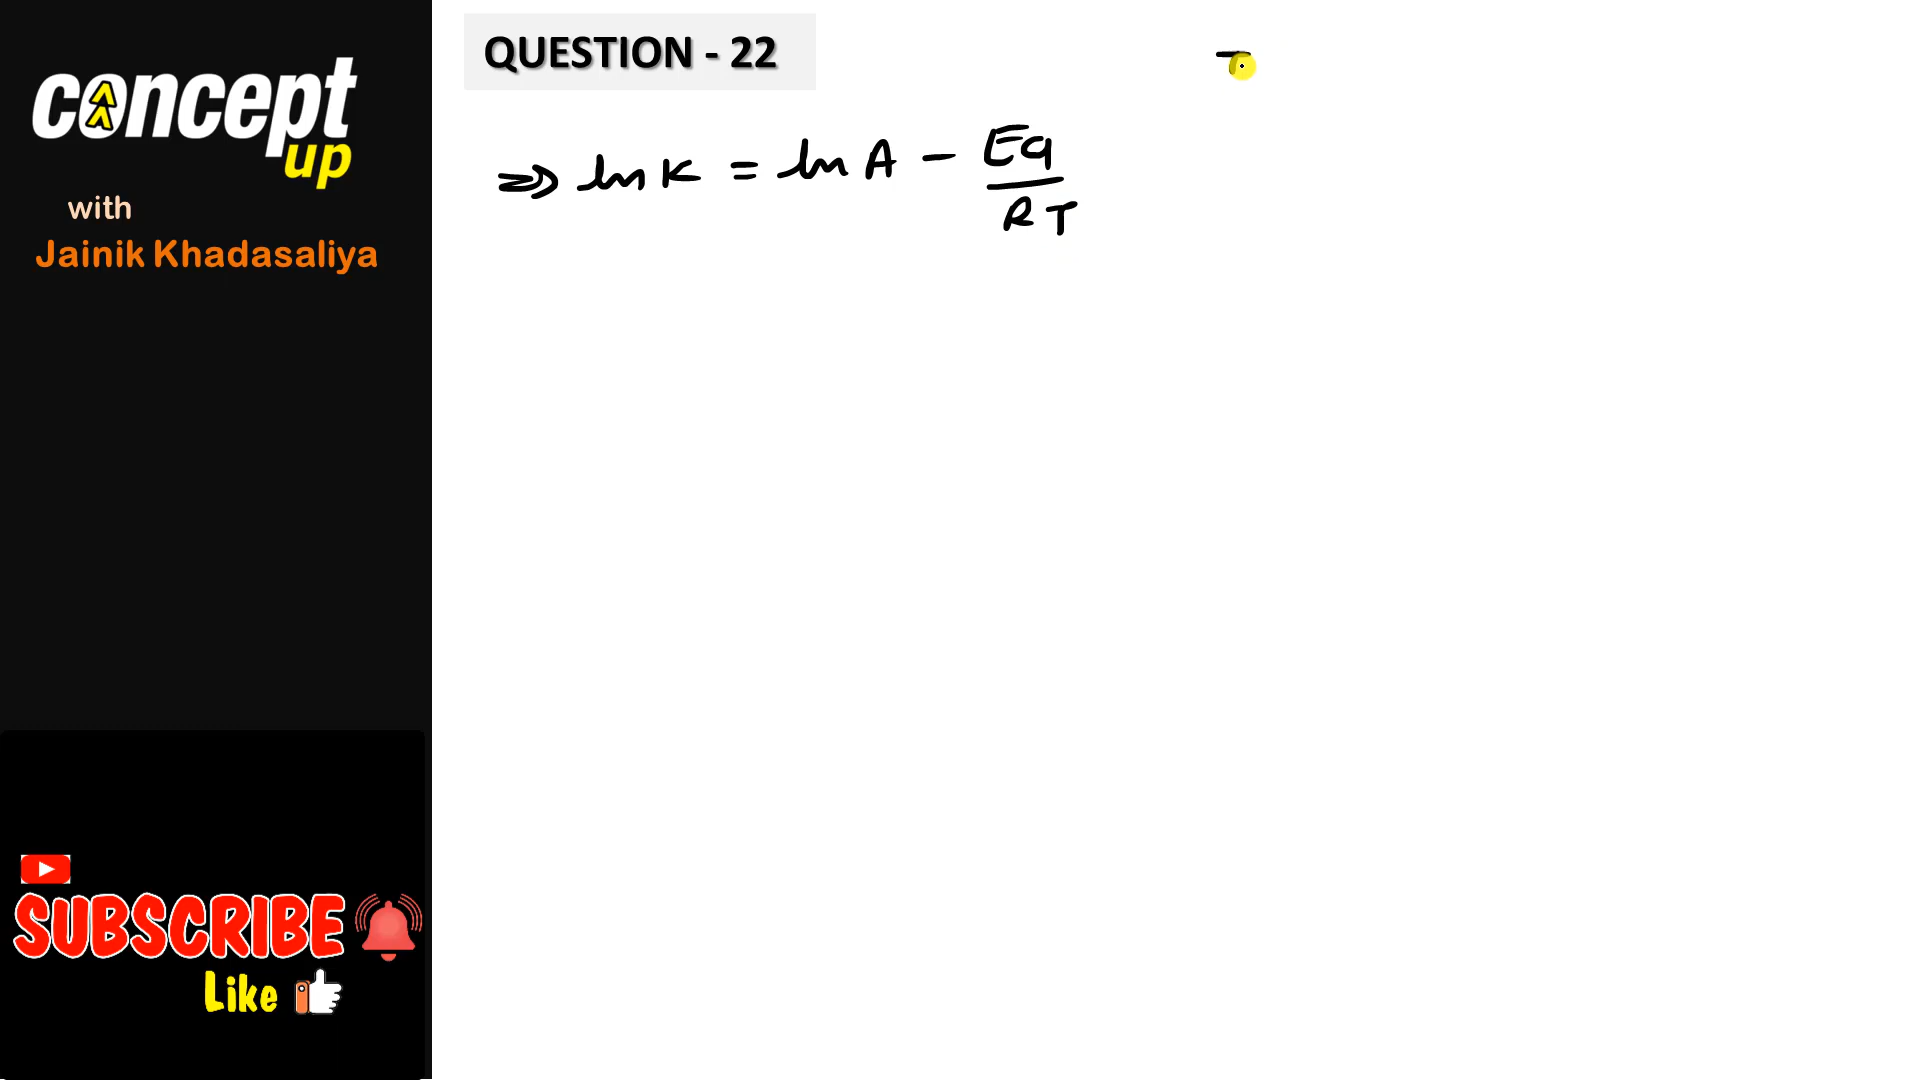 concept
up
with
Jainik Khadasaliya
SUBSCRIBE
Like
QUESTION - 22
⇒ ln K = ln A - Ea/RT